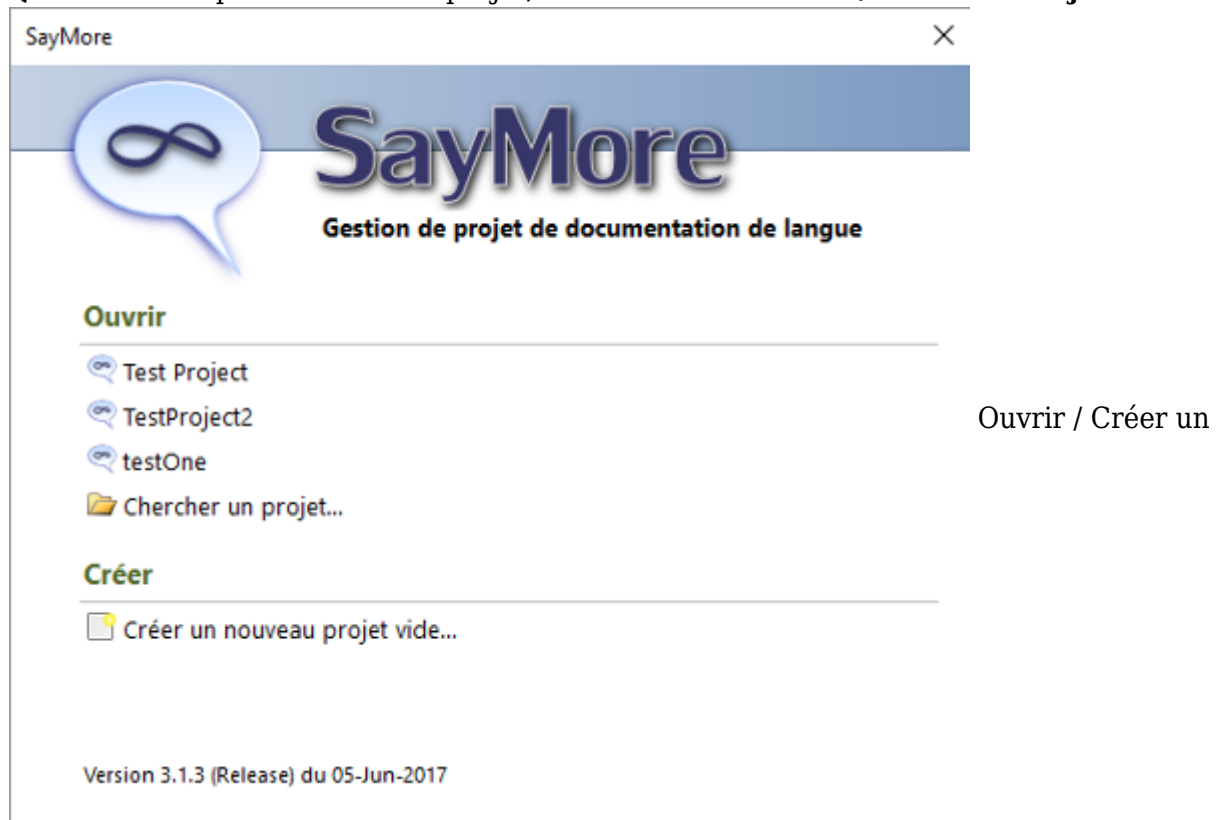 SayMore
SayMore
Gestion de projet de documentation de langue
Ouvrir
Test Project
TestProject2
Ouvrir / Créer un
testOne
Chercher un projet...
Créer
Créer un nouveau projet vide...
Version 3.1.3 (Release) du 05-Jun-2017